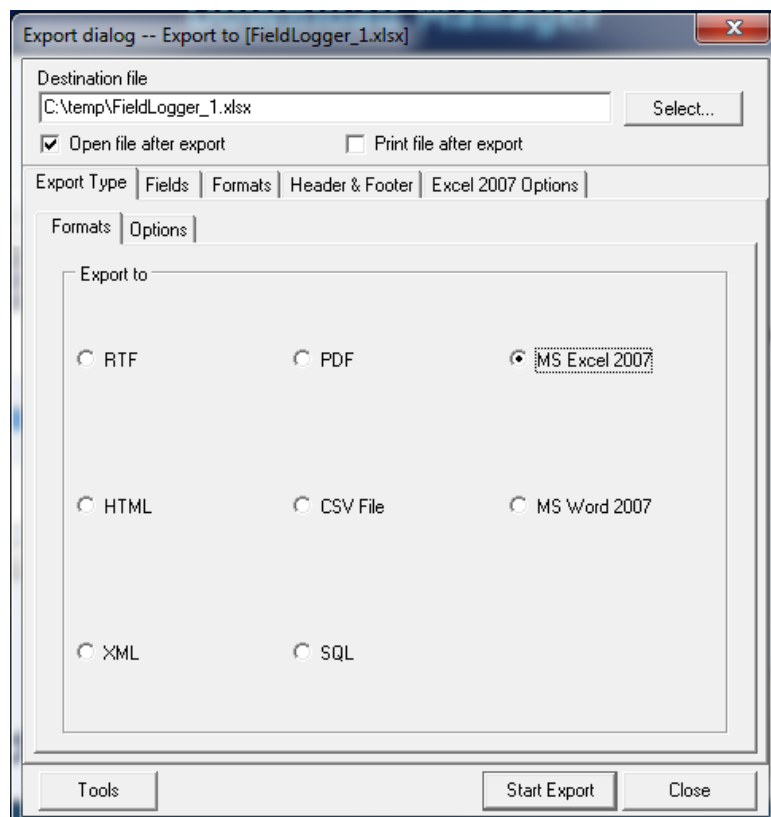 Export dialog -- Export to [FieldLogger_1.xlsx]
Destination file
C:\temp\FieldLogger_1.xlsx
Select...
Open file after export
Print file after export
Export Type
Fields
Formats
Header & Footer
Excel 2007 Options
Formats
Options
Export to
RTF
PDF
MS Excel 2007
HTML
CSV File
MS Word 2007
XML
SQL
Tools
Start Export
Close